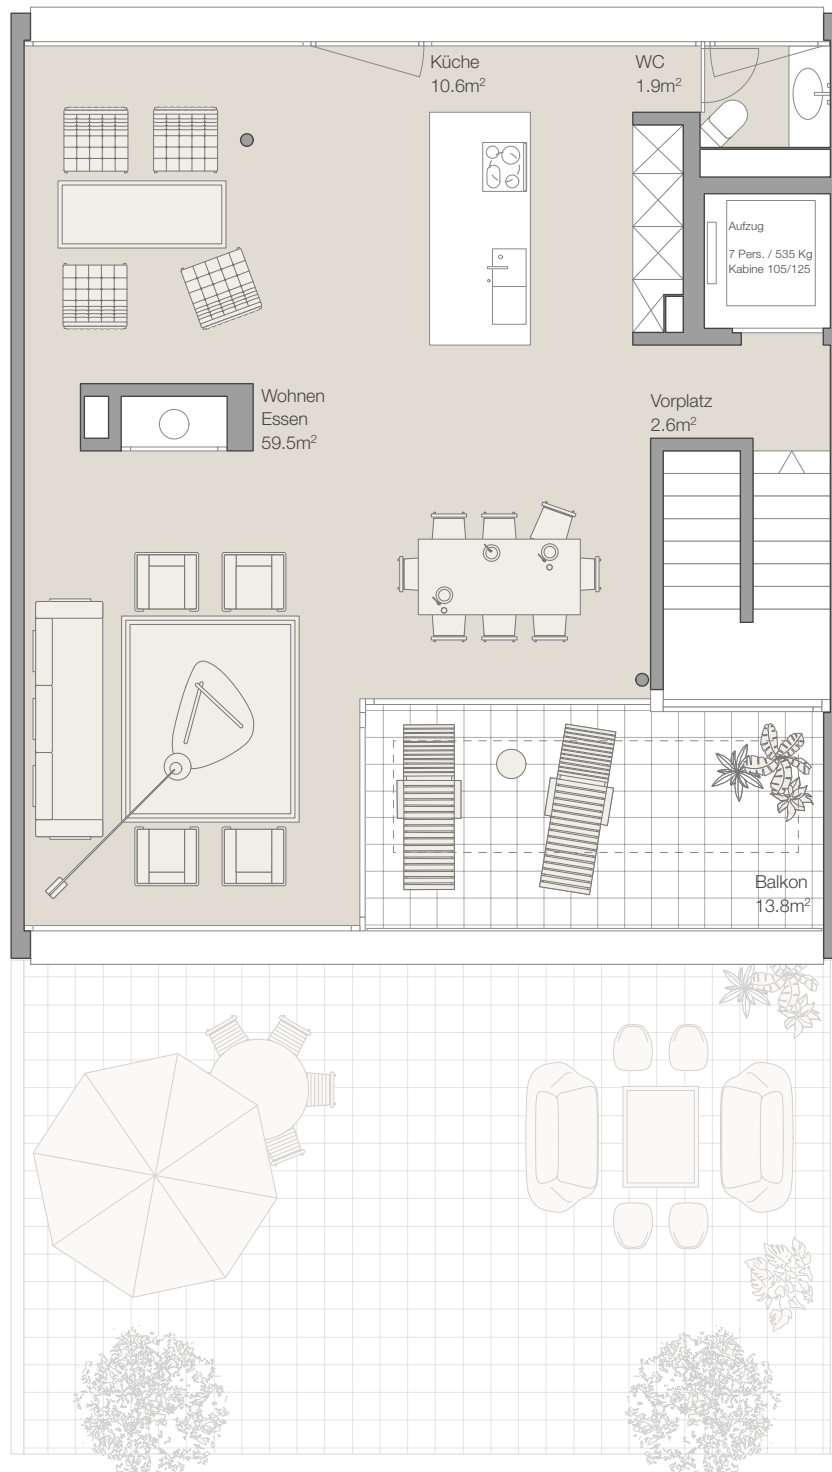 Küche
10.6m²
WC
1.9m²
Aufzug
7 Pers. / 535 Kg
Kabine 105/125
Wohnen
Essen
59.5m²
Vorplatz
2.6m²
Balkon
13.8m²